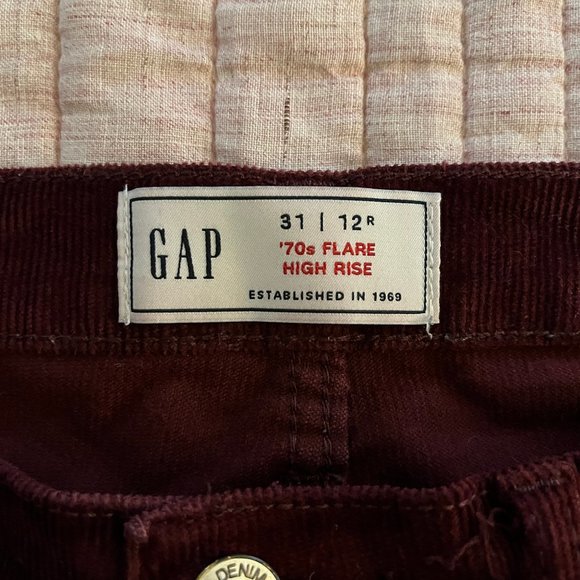 GAP
31 | 12R
'70s FLARE
HIGH RISE
ESTABLISHED IN 1969
DENIM